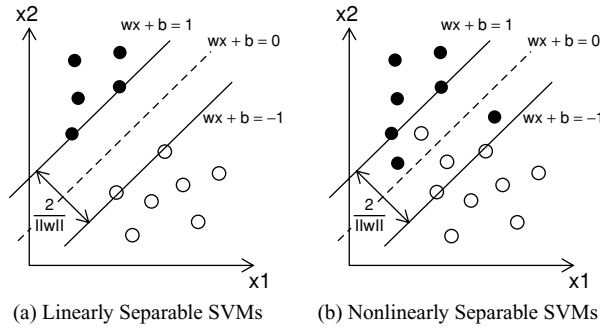 x2
wx + b = 1
wx + b = 0
wx + b = −1
2
||w||
x1
(a) Linearly Separable SVMs
x2
wx + b = 1
wx + b = 0
wx + b = −1
2
||w||
x1
(b) Nonlinearly Separable SVMs